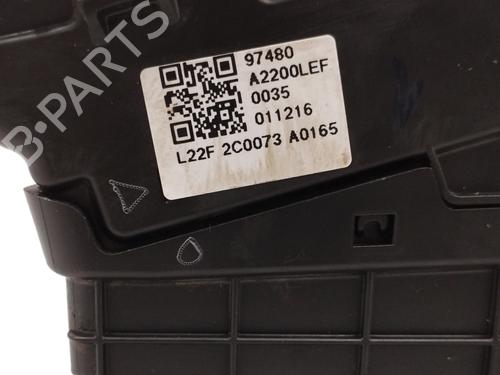 B-PARTS
97480
A2200LEF
0035
011216
L22F 2C0073 A0165